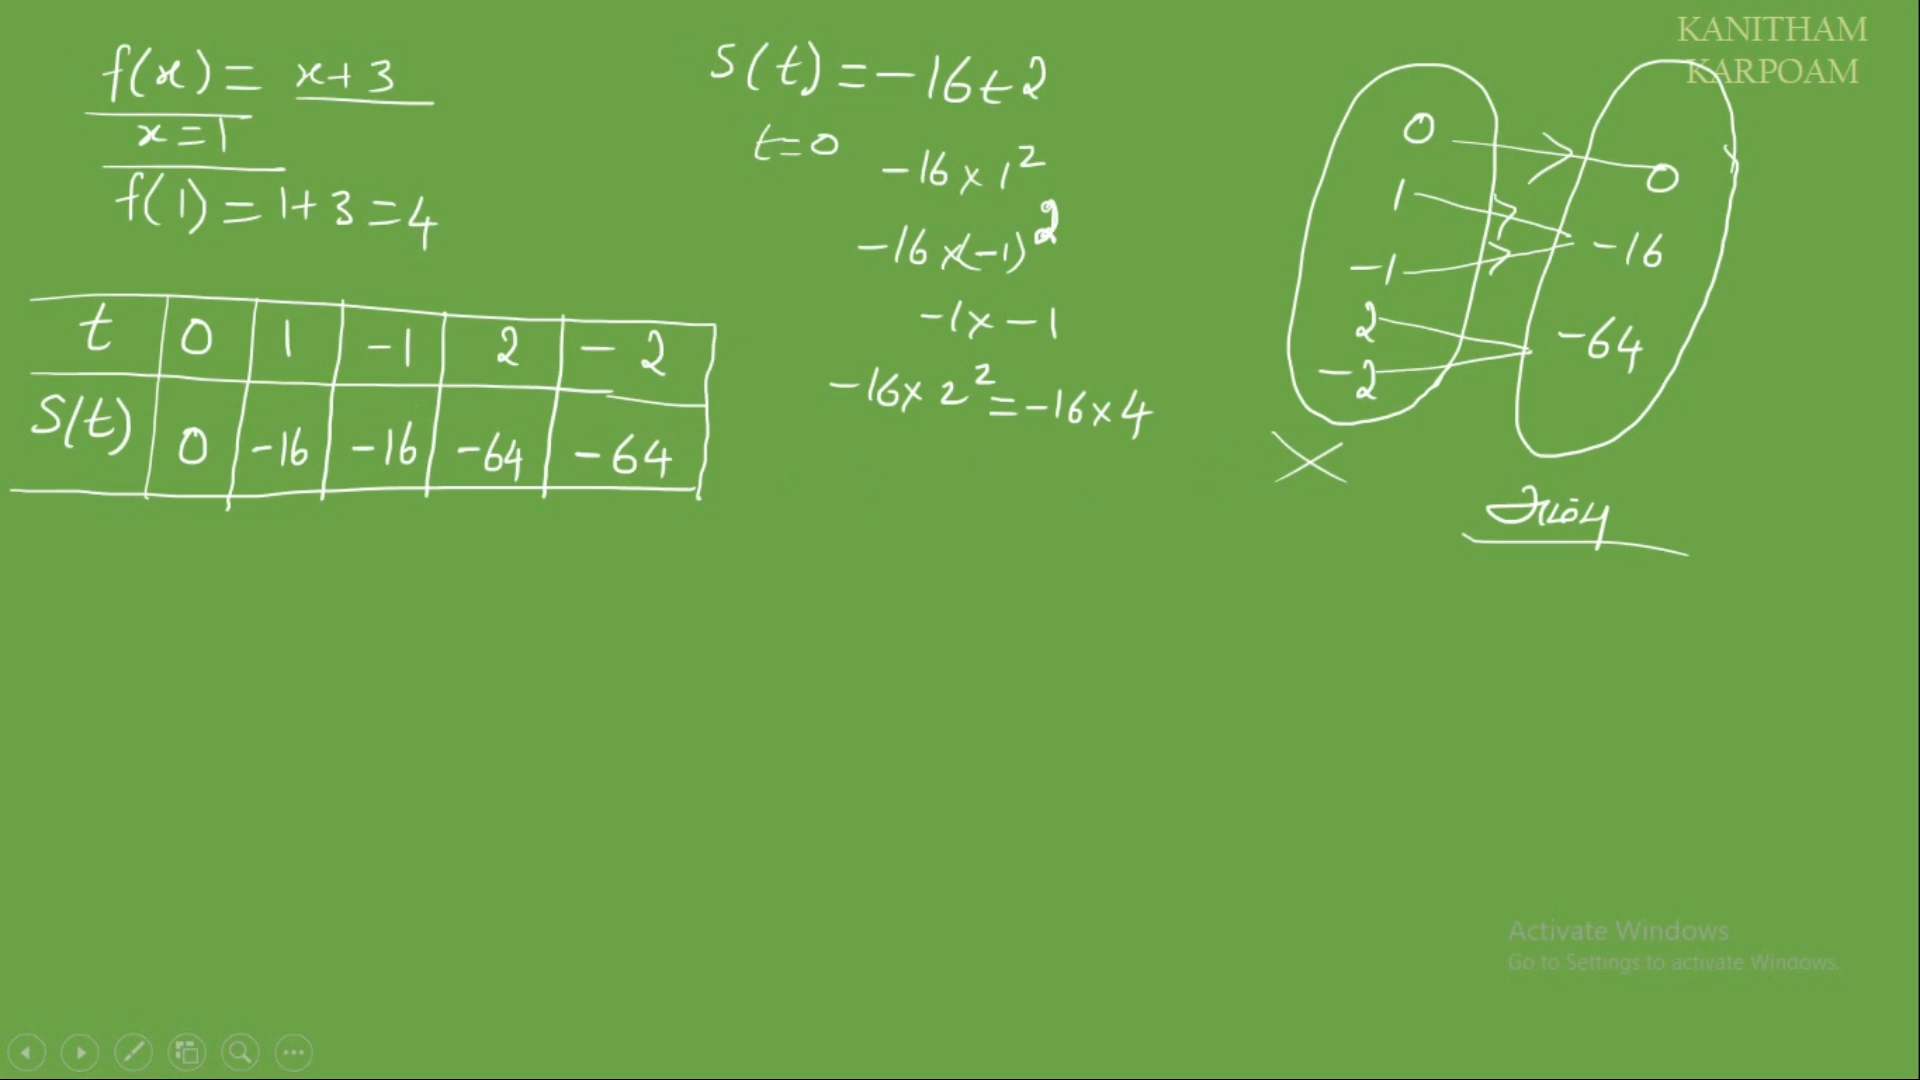 KANITHAM
KARPOAM
f(x) = x+3
x=1
f(1) = 1+3 = 4
S(t) = -16t2
t=0
-16 × 1²
-16 ×(-1)²
-1 × -1
-16× 2² = -16 × 4
t 0 1 -1 2 -2
S(t) 0 -16 -16 -64 -64
0 0
1 -16
-1
2 -64
-2
Activate Windows
Go to Settings to activate Windows.